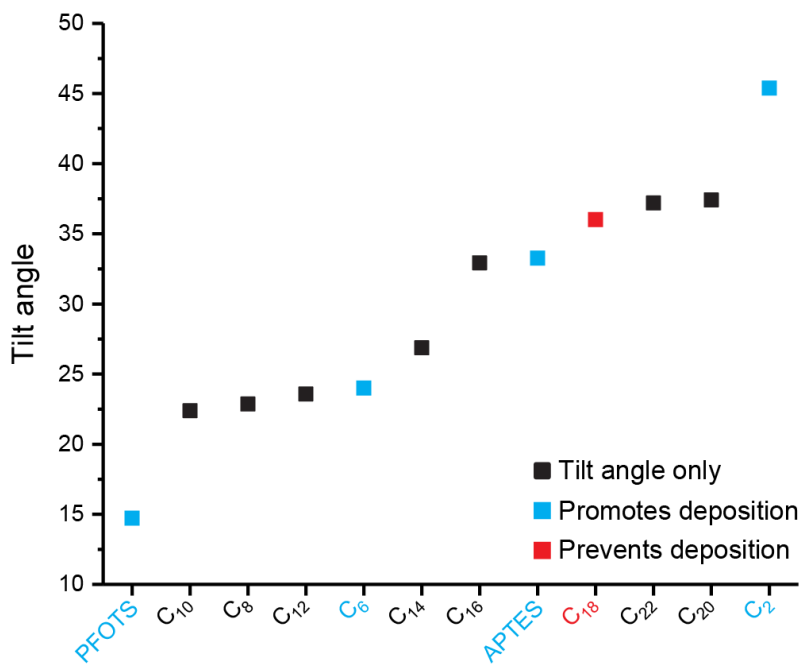 50
45
40
35
30
25
20
15
10
Tilt angle
Tilt angle only
Promotes deposition
Prevents deposition
PFOTS
C₁₀
C₈
C₁₂
C₆
C₁₄
C₁₆
APTES
C₁₈
C₂₂
C₂₀
C₂